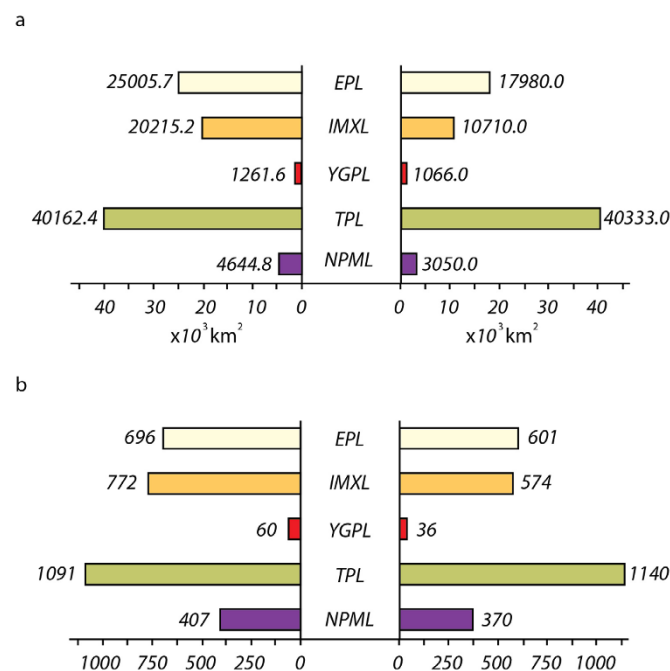 a
25005.7 EPL 17980.0
20215.2 IMXL 10710.0
1261.6 YGPL 1066.0
40162.4 TPL 40333.0
4644.8 NPML 3050.0
40 30 20 10 0 0 10 20 30 40
x10³km² x10³km²
b
696 EPL 601
772 IMXL 574
60 YGPL 36
1091 TPL 1140
407 NPML 370
1000 750 500 250 0 0 250 500 750 1000